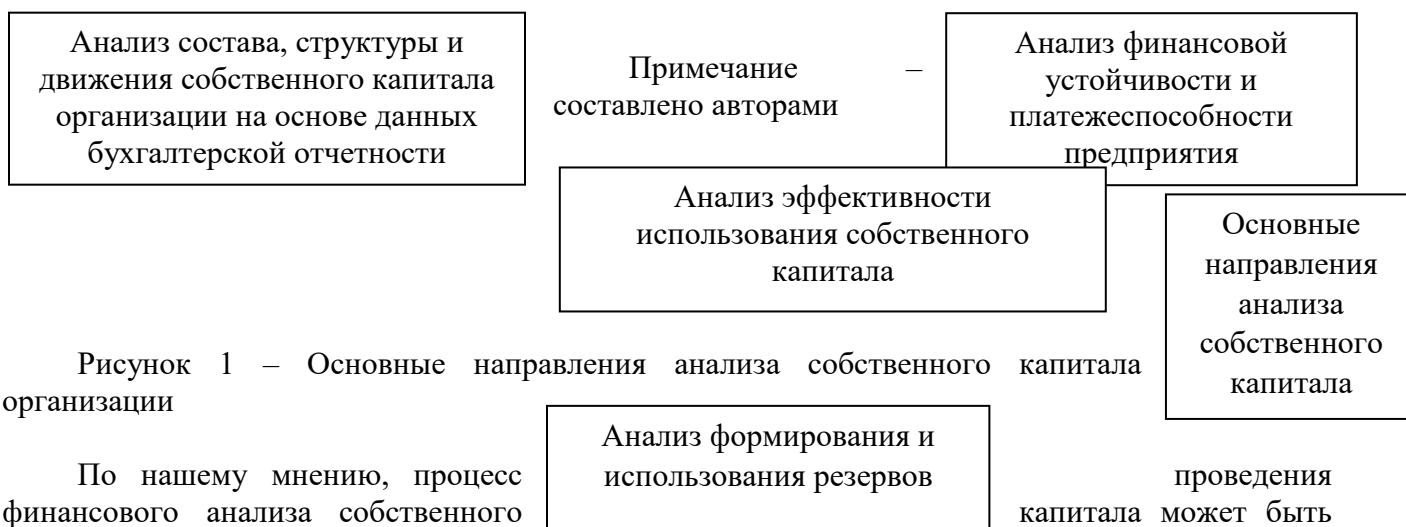 Анализ состава, структуры и
движения собственного капитала
организации на основе данных
бухгалтерской отчетности
Примечание –
составлено авторами
Анализ финансовой
устойчивости и
платежеспособности
предприятия
Анализ эффективности
использования собственного
капитала
Основные
направления
анализа
собственного
капитала
Рисунок 1 – Основные направления анализа собственного капитала
организации
Анализ формирования и
использования резервов
По нашему мнению, процесс проведения
финансового анализа собственного капитала может быть